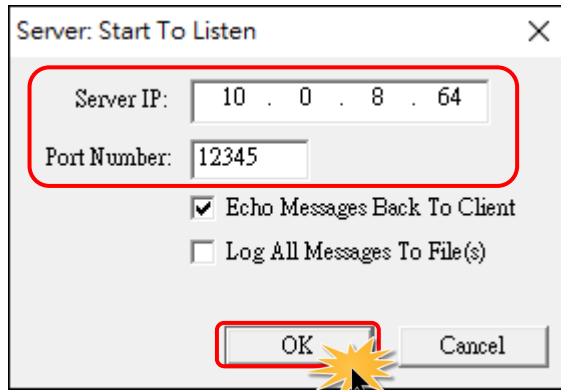 Server: Start To Listen
Server IP: 10 . 0 . 8 . 64
Port Number: 12345
Echo Messages Back To Client
Log All Messages To File(s)
OK Cancel